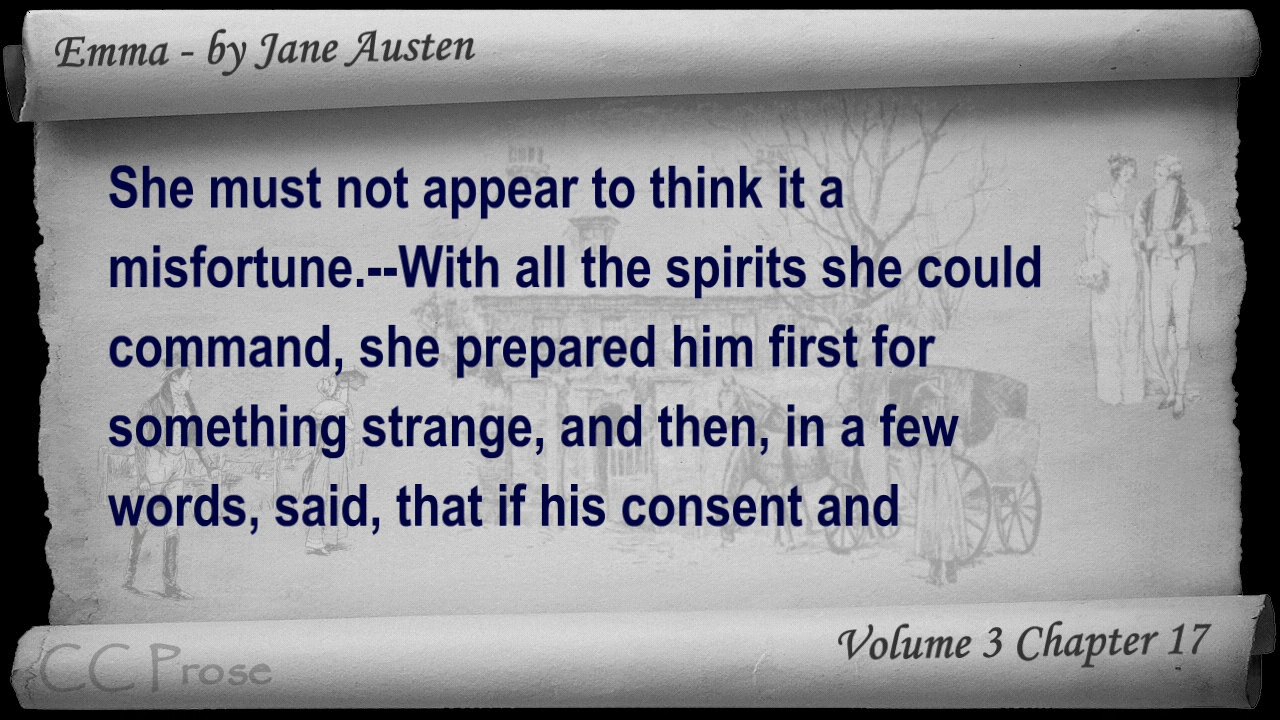 Emma - by Jane Austen
She must not appear to think it a
misfortune.--With all the spirits she could
command, she prepared him first for
something strange, and then, in a few
words, said, that if his consent and
Volume 3 Chapter 17
CC Prose